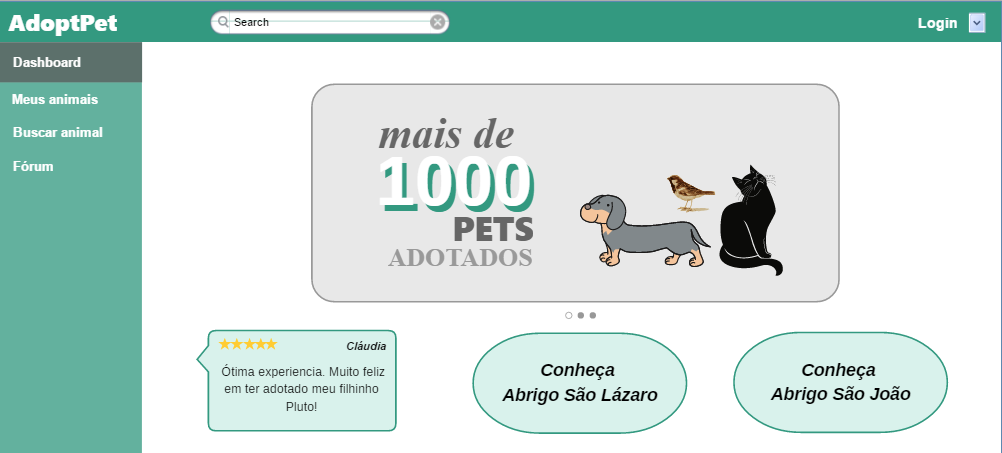 AdoptPet
Search
Login
Dashboard
Meus animais
Buscar animal
Fórum
mais de
1000
PETS
ADOTADOS
Cláudia
Ótima experiencia. Muito feliz
em ter adotado meu filhinho
Pluto!
Conheça
Abrigo São Lázaro
Conheça
Abrigo São João